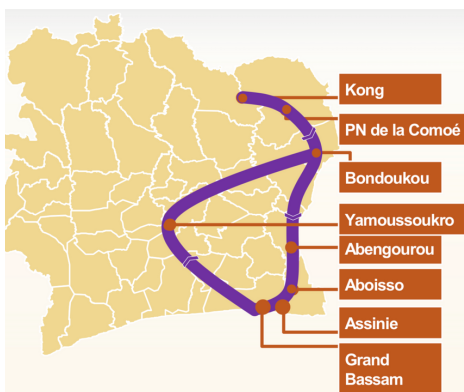 Kong
PN de la Comoé
Bondoukou
Yamoussoukro
Abengourou
Aboisso
Assinie
Grand
Bassam